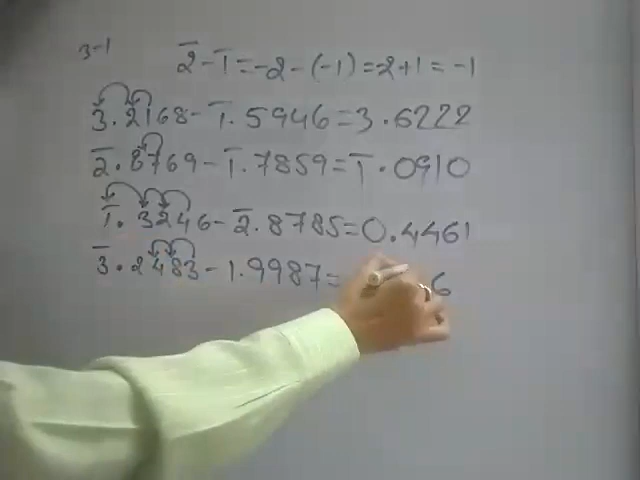 3-1
2̅ - 1̅ = -2 - (-1) = -2 + 1 = -1
3.2168 - 1̅.5946 = 3.6222
2̅.8769 - 1̅.7859 = 1̅.0910
1̅.3246 - 2̅.8785 = 0.4461
3̅.2483 - 1.9987 = 6